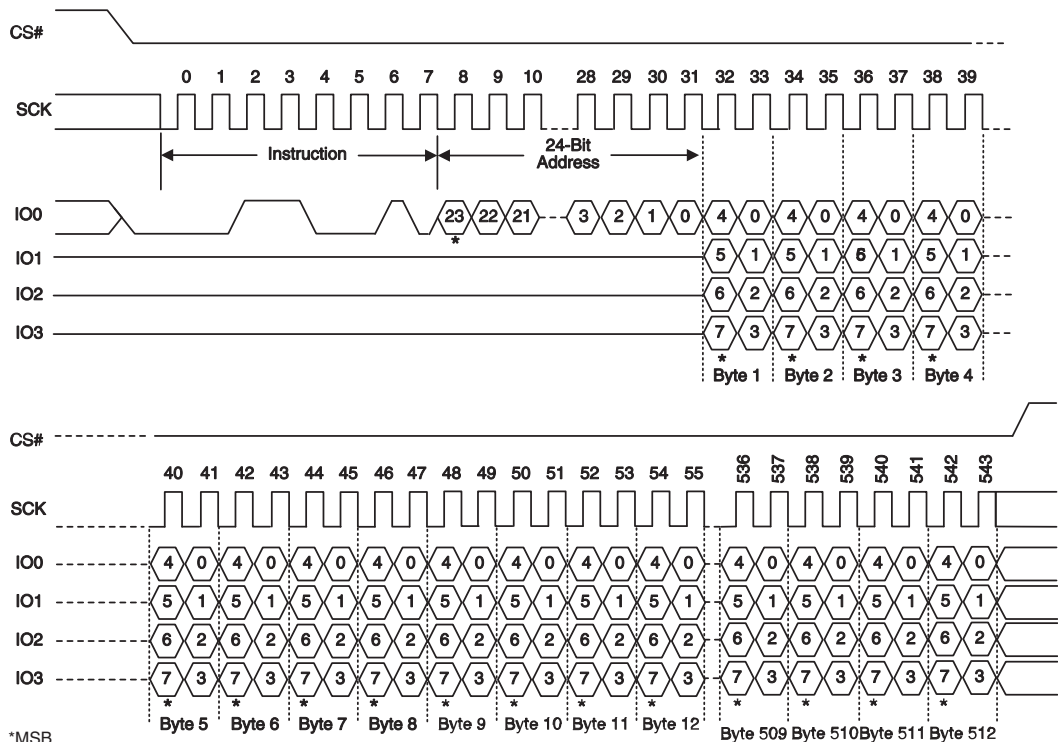 CS#
0 1 2 3 4 5 6 7 8 9 10 28 29 30 31 32 33 34 35 36 37 38 39
SCK
Instruction
24-Bit
Address
IO0 23 22 21 3 2 1 0 4 0 4 0 4 0 4 0
*
IO1 5 1 5 1 6 1 5 1
IO2 6 2 6 2 6 2 6 2
IO3 7 3 7 3 7 3 7 3
* * * *
Byte 1 Byte 2 Byte 3 Byte 4
CS#
40 41 42 43 44 45 46 47 48 49 50 51 52 53 54 55 536 537 538 539 540 541 542 543
SCK
IO0 4 0 4 0 4 0 4 0 4 0 4 0 4 0 4 0 4 0 4 0 4 0 4 0
IO1 5 1 5 1 5 1 5 1 5 1 5 1 5 1 5 1 5 1 5 1 5 1 5 1
IO2 6 2 6 2 6 2 6 2 6 2 6 2 6 2 6 2 6 2 6 2 6 2 6 2
IO3 7 3 7 3 7 3 7 3 7 3 7 3 7 3 7 3 7 3 7 3 7 3 7 3
* * * * * * * * * * * *
Byte 5 Byte 6 Byte 7 Byte 8 Byte 9 Byte 10 Byte 11 Byte 12 Byte 509 Byte 510 Byte 511 Byte 512
*MSB